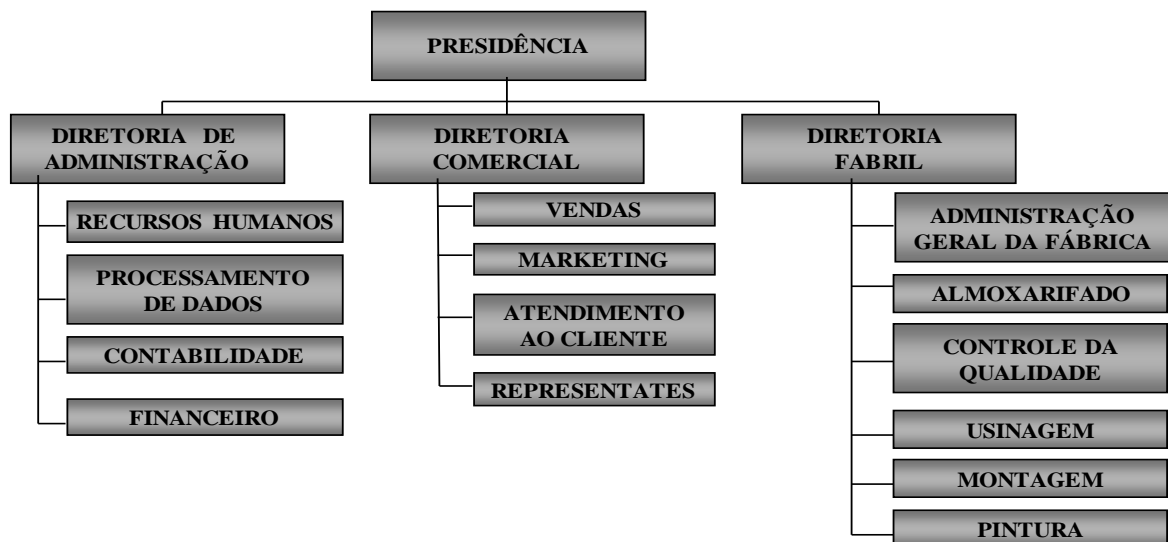 PRESIDÊNCIA
DIRETORIA DE
ADMINISTRAÇÃO
RECURSOS HUMANOS
PROCESSAMENTO
DE DADOS
CONTABILIDADE
FINANCEIRO
DIRETORIA
COMERCIAL
VENDAS
MARKETING
ATENDIMENTO
AO CLIENTE
REPRESENTATES
DIRETORIA
FABRIL
ADMINISTRAÇÃO
GERAL DA FÁBRICA
ALMOXARIFADO
CONTROLE DA
QUALIDADE
USINAGEM
MONTAGEM
PINTURA